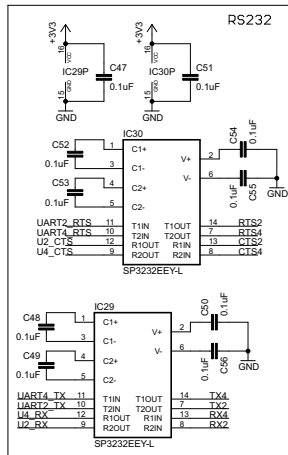 RS232
+3V3
+3V3
16
VCC
IC29P
GND
15
C47
0.1uF
GND
16
VCC
IC30P
GND
15
C51
0.1uF
GND
IC30
C52
0.1uF
1
C1+
3
C1-
C53
0.1uF
4
C2+
5
C2-
V+
2
C54
0.1uF
V-
6
C55
0.1uF
GND
UART2_RTS 11 T1IN T1OUT 14 RTS2
UART4_RTS 10 T2IN T2OUT 7 RTS4
U2_CTS 12 R1OUT R1IN 13 CTS2
U4_CTS 9 R2OUT R2IN 8 CTS4
SP3232EEY-L
IC29
C48
0.1uF
1
C1+
3
C1-
C49
0.1uF
4
C2+
5
C2-
V+
2
C50
0.1uF
V-
6
C56
0.1uF
GND
UART4_TX 11 T1IN T1OUT 14 TX4
UART2_TX 10 T2IN T2OUT 7 TX2
U4_RX 12 R1OUT R1IN 13 RX4
U2_RX 9 R2OUT R2IN 8 RX2
SP3232EEY-L